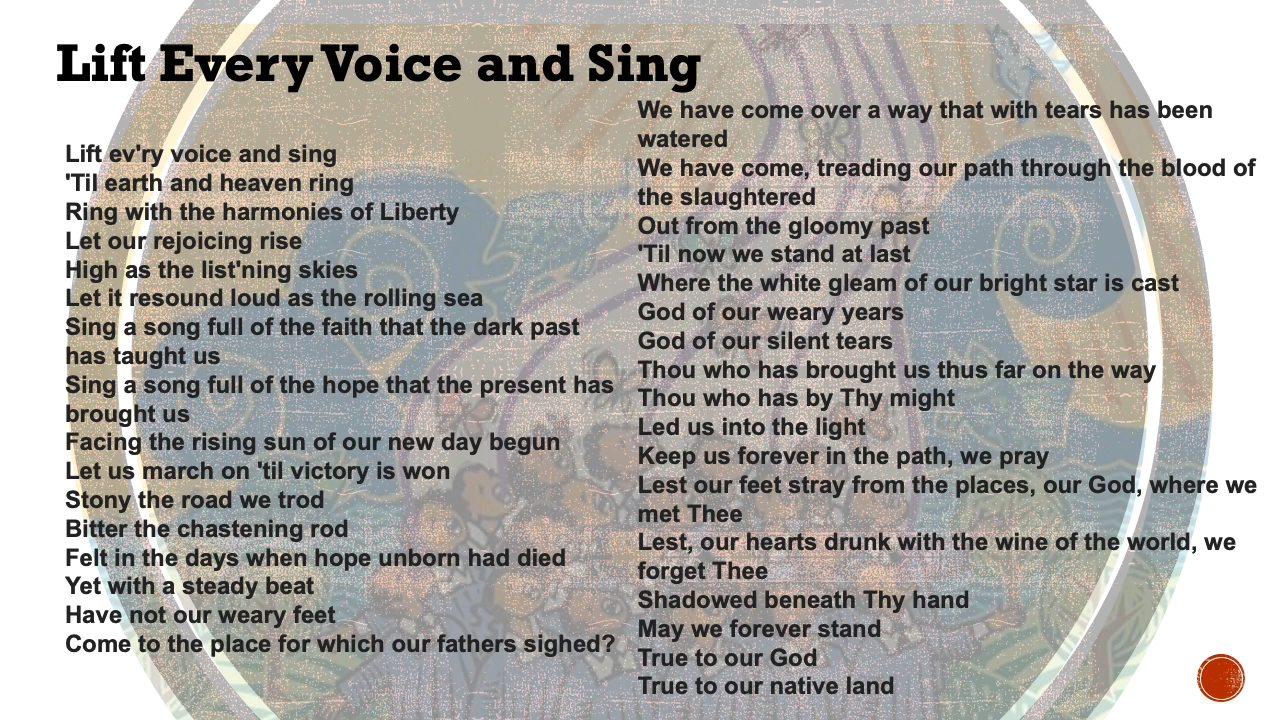 Lift Every Voice and Sing
Lift ev'ry voice and sing
'Til earth and heaven ring
Ring with the harmonies of Liberty
Let our rejoicing rise
High as the list'ning skies
Let it resound loud as the rolling sea
Sing a song full of the faith that the dark past
has taught us
Sing a song full of the hope that the present has
brought us
Facing the rising sun of our new day begun
Let us march on 'til victory is won
Stony the road we trod
Bitter the chastening rod
Felt in the days when hope unborn had died
Yet with a steady beat
Have not our weary feet
Come to the place for which our fathers sighed?
We have come over a way that with tears has been
watered
We have come, treading our path through the blood of
the slaughtered
Out from the gloomy past
'Til now we stand at last
Where the white gleam of our bright star is cast
God of our weary years
God of our silent tears
Thou who has brought us thus far on the way
Thou who has by Thy might
Led us into the light
Keep us forever in the path, we pray
Lest our feet stray from the places, our God, where we
met Thee
Lest, our hearts drunk with the wine of the world, we
forget Thee
Shadowed beneath Thy hand
May we forever stand
True to our God
True to our native land